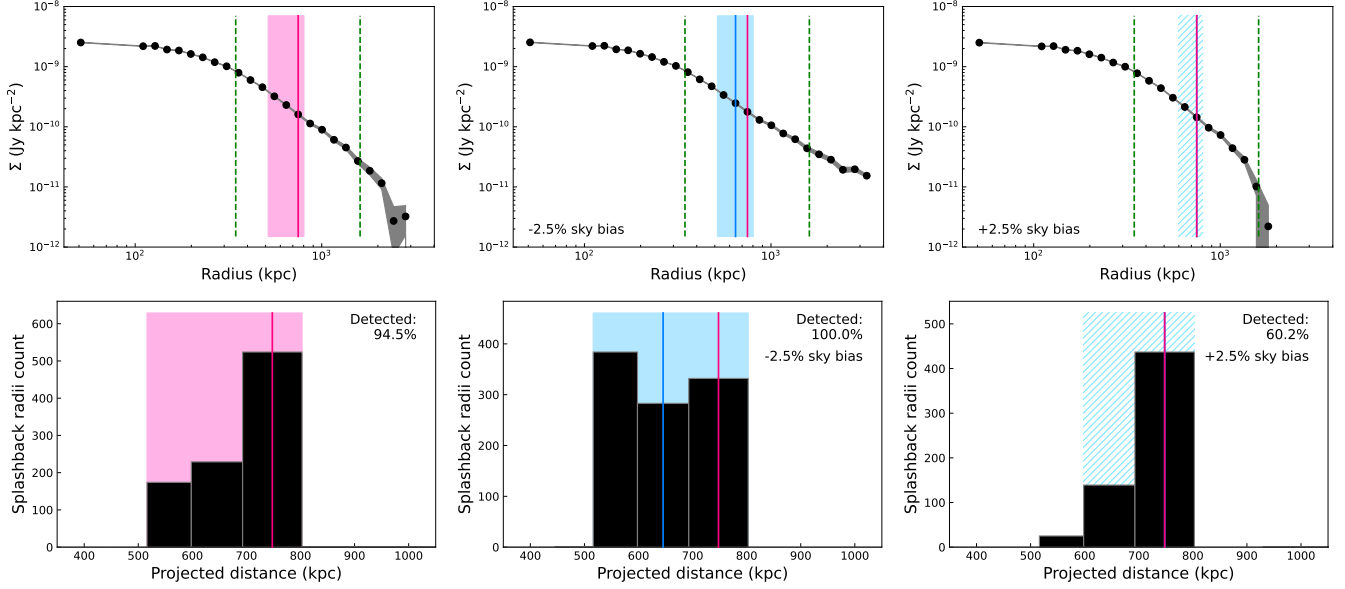 10⁻⁸
10⁻⁹
10⁻¹⁰
10⁻¹¹
10⁻¹²
Σ (Jy kpc⁻²)
10²
10³
Radius (kpc)
10⁻⁸
10⁻⁹
10⁻¹⁰
10⁻¹¹
10⁻¹²
Σ (Jy kpc⁻²)
-2.5% sky bias
10²
10³
Radius (kpc)
10⁻⁸
10⁻⁹
10⁻¹⁰
10⁻¹¹
10⁻¹²
Σ (Jy kpc⁻²)
+2.5% sky bias
10²
10³
Radius (kpc)
600
500
400
300
200
100
0
Splashback radii count
Detected:
94.5%
400 500 600 700 800 900 1000
Projected distance (kpc)
400
300
200
100
0
Splashback radii count
Detected:
100.0%
-2.5% sky bias
400 500 600 700 800 900 1000
Projected distance (kpc)
500
400
300
200
100
0
Splashback radii count
Detected:
60.2%
+2.5% sky bias
400 500 600 700 800 900 1000
Projected distance (kpc)